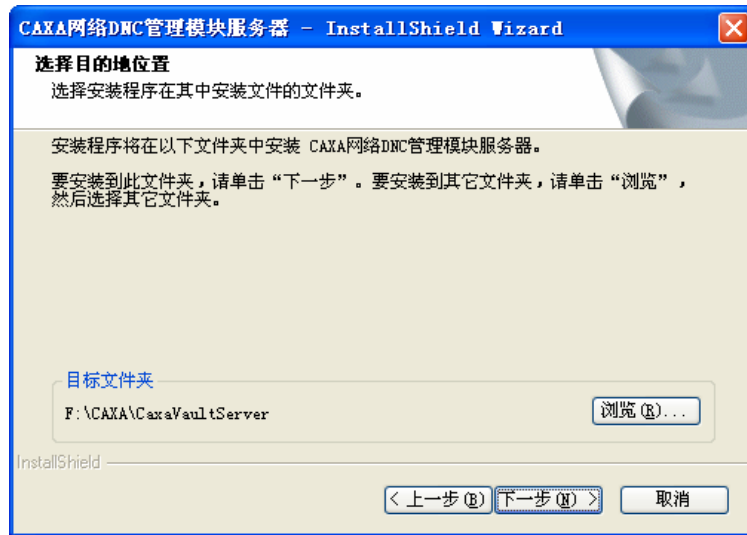 CAXA网络DNC管理模块服务器 - InstallShield Wizard
选择目的地位置
选择安装程序在其中安装文件的文件夹。
安装程序将在以下文件夹中安装 CAXA网络DNC管理模块服务器。
要安装到此文件夹，请单击“下一步”。要安装到其它文件夹，请单击“浏览”，
然后选择其它文件夹。
目标文件夹
F:\CAXA\CaxaVaultServer
浏览(R)...
InstallShield
< 上一步(B)
下一步(N) >
取消